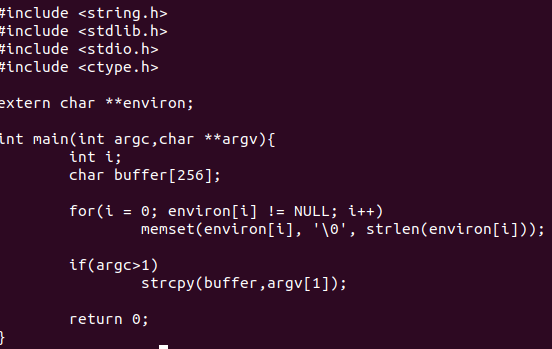 #include <string.h>
#include <stdlib.h>
#include <stdio.h>
#include <ctype.h>

extern char **environ;

int main(int argc,char **argv){
        int i;
        char buffer[256];

        for(i = 0; environ[i] != NULL; i++)
                memset(environ[i], '\0', strlen(environ[i]));

        if(argc>1)
                strcpy(buffer,argv[1]);

        return 0;
}